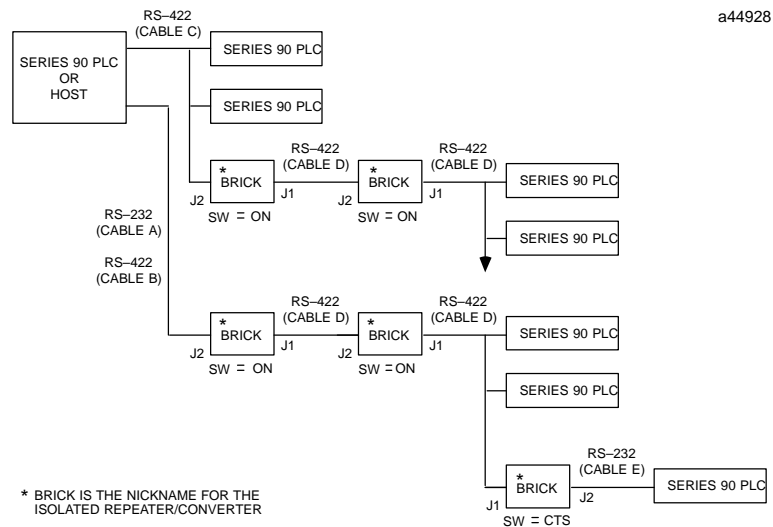 a44928
RS–422
(CABLE C)
SERIES 90 PLC
OR
HOST
SERIES 90 PLC
SERIES 90 PLC
* BRICK
J2
SW = ON
J1
RS–422
(CABLE D)
* BRICK
J2
SW = ON
J1
RS–422
(CABLE D)
SERIES 90 PLC
SERIES 90 PLC
RS–232
(CABLE A)
RS–422
(CABLE B)
* BRICK
J2
SW = ON
J1
RS–422
(CABLE D)
* BRICK
J2
SW = ON
J1
RS–422
(CABLE D)
SERIES 90 PLC
SERIES 90 PLC
* BRICK
J1
SW = CTS
J2
RS–232
(CABLE E)
SERIES 90 PLC
* BRICK IS THE NICKNAME FOR THE
ISOLATED REPEATER/CONVERTER